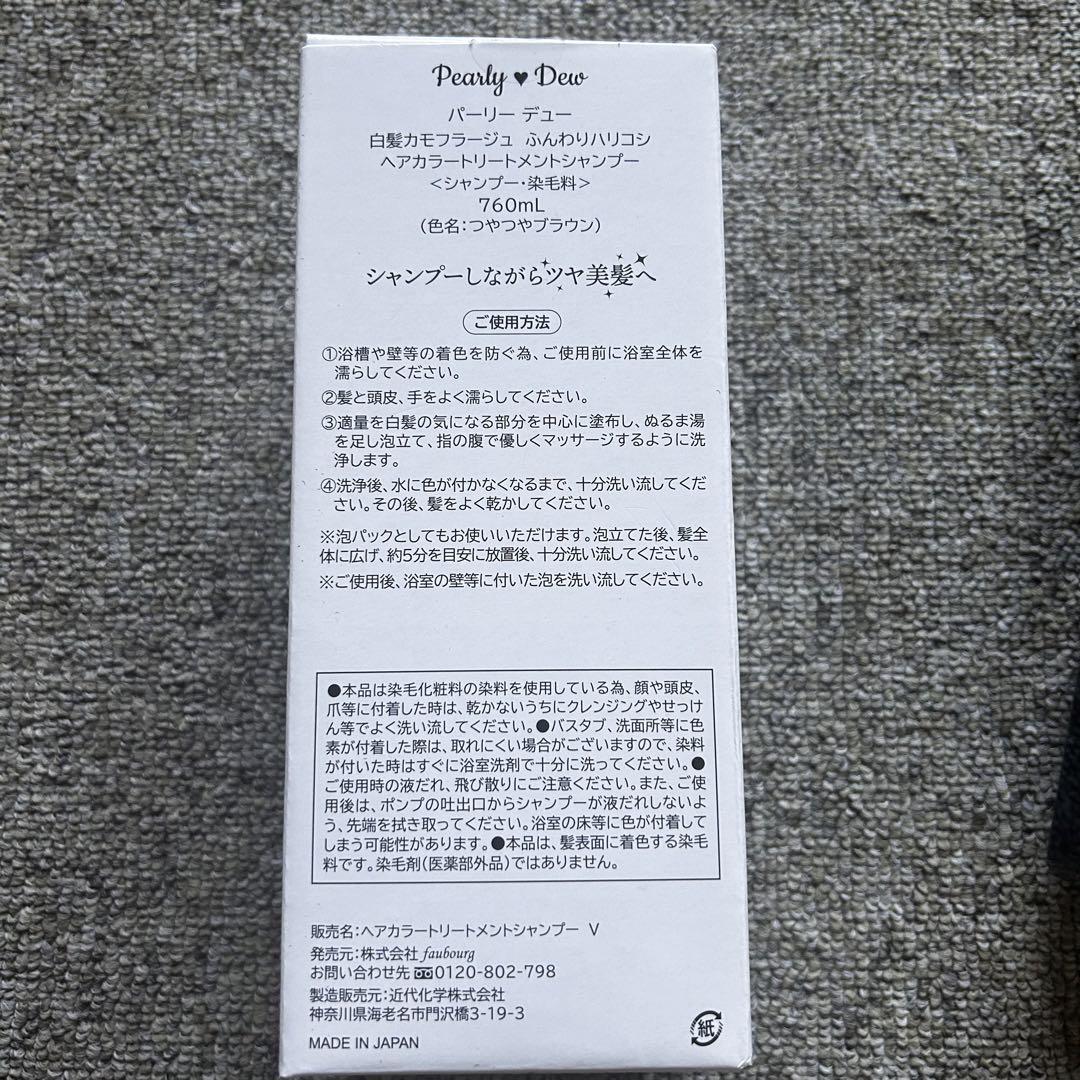 Pearly ♥ Dew
パーリー デュー
白髪カモフラージュ ふんわりハリコシ
ヘアカラートリートメントシャンプー
＜シャンプー・染毛料＞
760mL
（色名：つやつやブラウン）
シャンプーしながらツヤ美髪へ
ご使用方法
①浴槽や壁等の着色を防ぐ為、ご使用前に浴室全体を
濡らしてください。
②髪と頭皮、手をよく濡らしてください。
③適量を白髪の気になる部分を中心に塗布し、ぬるま湯
を足し泡立て、指の腹で優しくマッサージするように洗
浄します。
④洗浄後、水に色が付かなくなるまで、十分洗い流してくだ
さい。その後、髪をよく乾かしてください。
※泡パックとしてもお使いいただけます。泡立てた後、髪全
体に広げ、約5分を目安に放置後、十分洗い流してください。
※ご使用後、浴室の壁等に付いた泡を洗い流してください。
●本品は染毛化粧料の染料を使用している為、顔や頭皮、
爪等に付着した時は、乾かないうちにクレンジングやせっけ
ん等でよく洗い流してください。●バスタブ、洗面所等に色
素が付着した際は、取れにくい場合がございますので、染料
が付いた時はすぐに浴室洗剤で十分に洗ってください。●
ご使用時の液だれ、飛び散りにご注意ください。また、ご使
用後は、ポンプの吐出口からシャンプーが液だれしないよ
う、先端を拭き取ってください。浴室の床等に色が付着して
しまう可能性があります。●本品は、髪表面に着色する染毛
料です。染毛剤（医薬部外品）ではありません。
販売名：ヘアカラートリートメントシャンプー V
発売元：株式会社 faubourg
お問い合わせ先 0120-802-798
製造販売元：近代化学株式会社
神奈川県海老名市門沢橋3-19-3
MADE IN JAPAN
紙